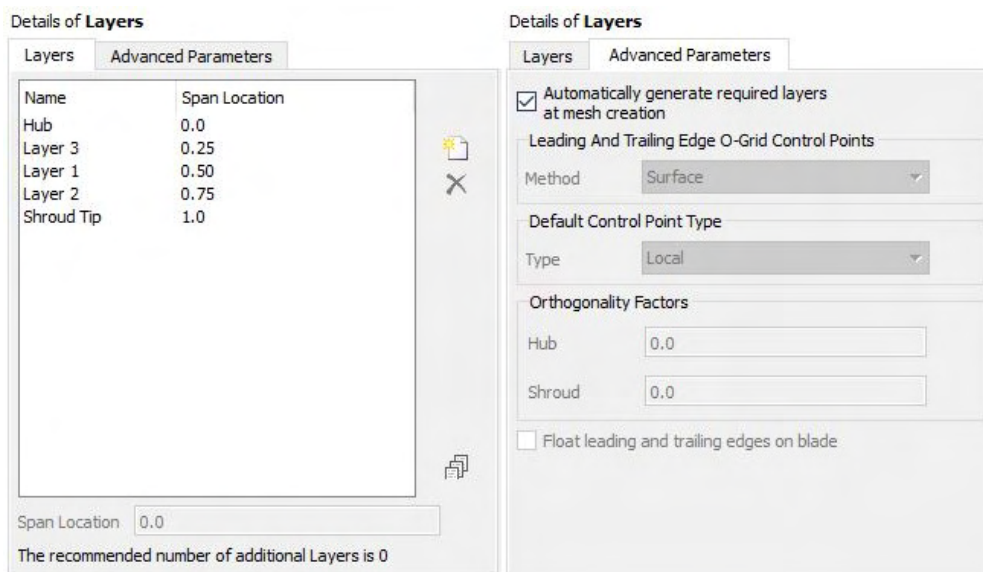 Details of Layers
Layers Advanced Parameters
Name Span Location
Hub 0.0
Layer 3 0.25
Layer 1 0.50
Layer 2 0.75
Shroud Tip 1.0
Span Location 0.0
The recommended number of additional Layers is 0
Details of Layers
Layers Advanced Parameters
Automatically generate required layers
at mesh creation
Leading And Trailing Edge O-Grid Control Points
Method Surface
Default Control Point Type
Type Local
Orthogonality Factors
Hub 0.0
Shroud 0.0
Float leading and trailing edges on blade